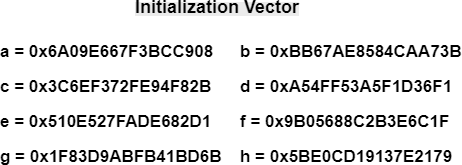 Initialization Vector
a = 0x6A09E667F3BCC908 b = 0xBB67AE8584CAA73B
c = 0x3C6EF372FE94F82B d = 0xA54FF53A5F1D36F1
e = 0x510E527FADE682D1 f = 0x9B05688C2B3E6C1F
g = 0x1F83D9ABFB41BD6B h = 0x5BE0CD19137E2179